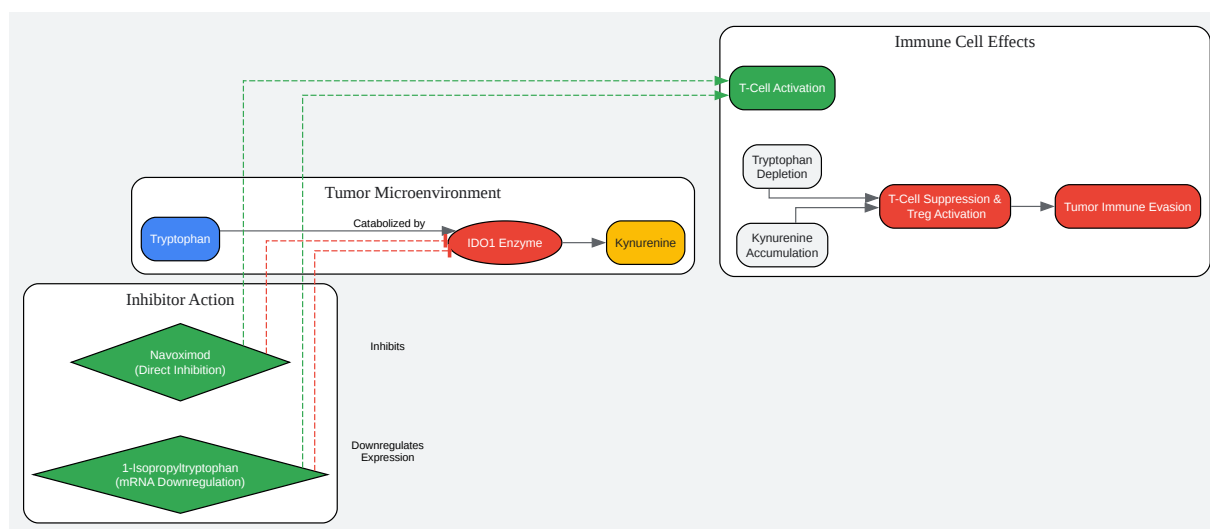 Immune Cell Effects
T-Cell Activation
Tryptophan
Depletion
T-Cell Suppression &
Treg Activation
Tumor Immune Evasion
Kynurenine
Accumulation
Tumor Microenvironment
Tryptophan
Catabolized by
IDO1 Enzyme
Kynurenine
Inhibitor Action
Navoximod
(Direct Inhibition)
Inhibits
1-Isopropyltryptophan
(mRNA Downregulation)
Downregulates
Expression